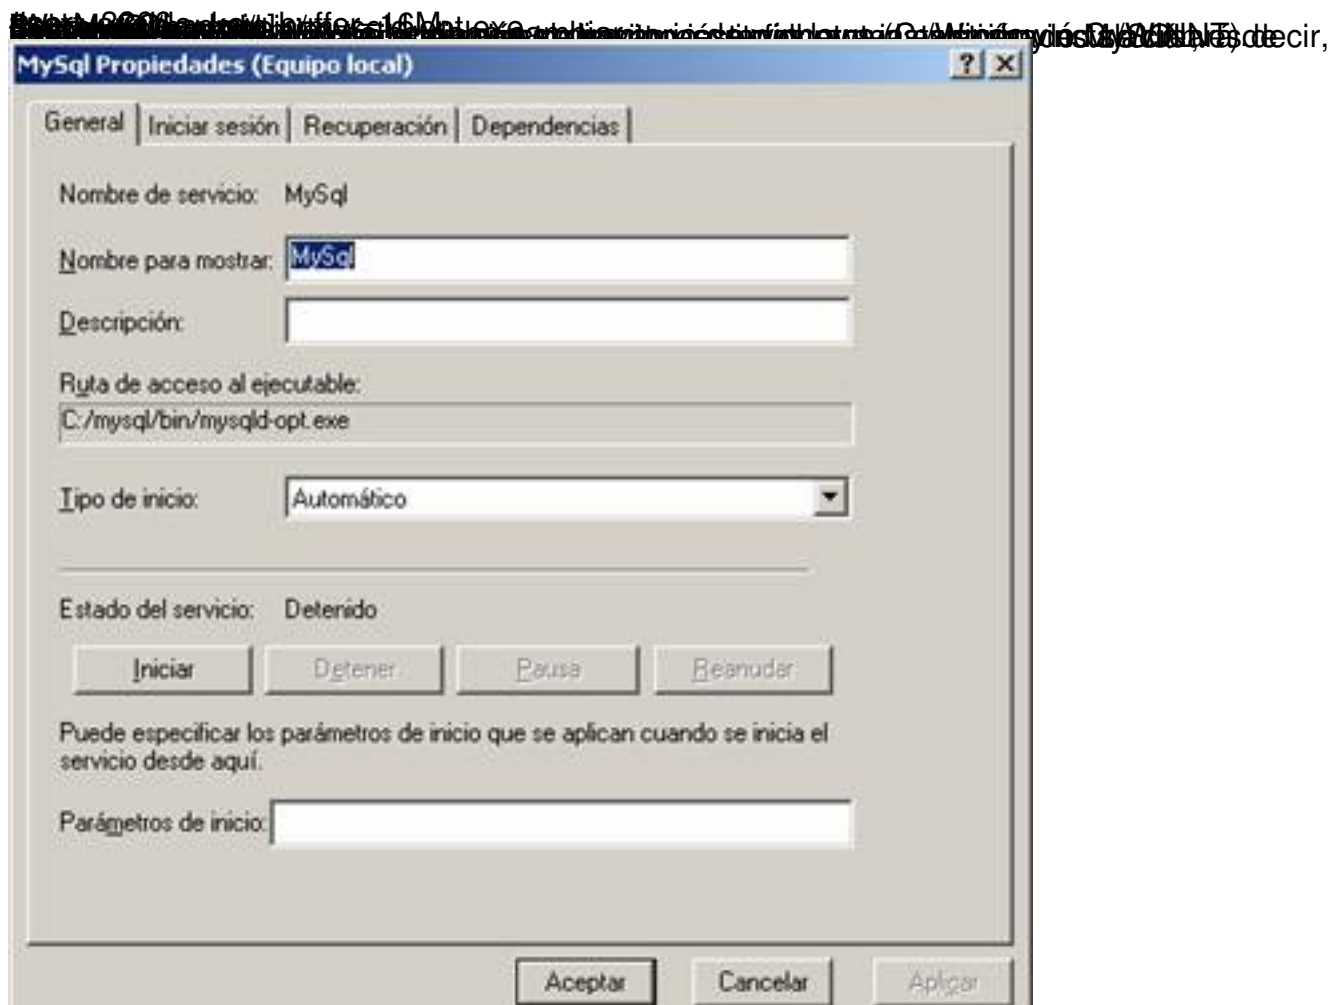 decir,
MySql Propiedades (Equipo local)
General Iniciar sesión Recuperación Dependencias
Nombre de servicio: MySql
Nombre para mostrar: MySql
Descripción:
Ruta de acceso al ejecutable:
C:/mysql/bin/mysqld-opt.exe
Tipo de inicio: Automático
Estado del servicio: Detenido
Iniciar Detener Pausa Reanudar
Puede especificar los parámetros de inicio que se aplican cuando se inicia el
servicio desde aquí.
Parámetros de inicio:
Aceptar Cancelar Aplicar